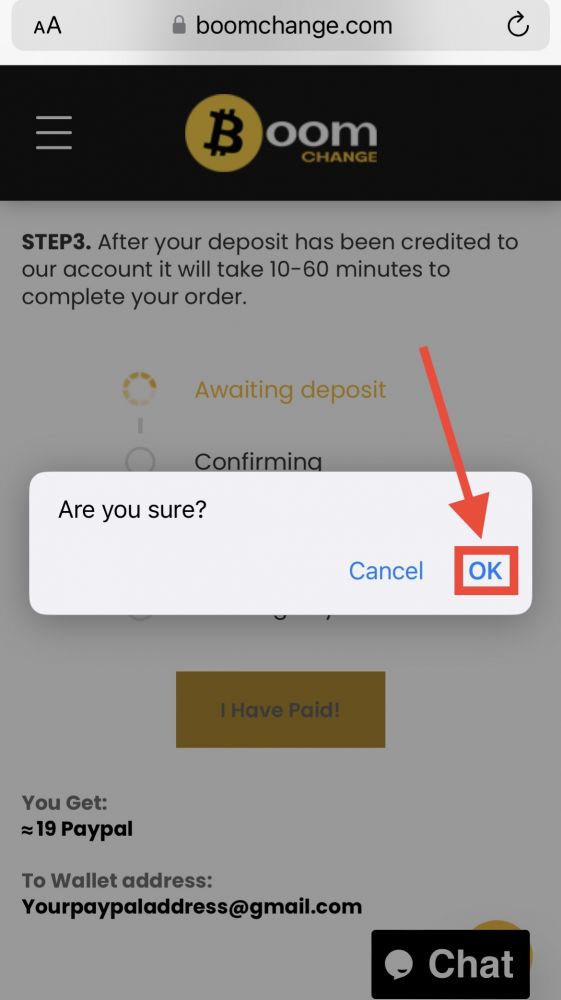 AA boomchange.com
Boom
CHANGE
STEP3. After your deposit has been credited to
our account it will take 10-60 minutes to
complete your order.
Awaiting deposit
Confirming
Are you sure?
Cancel OK
I Have Paid!
You Get:
≈ 19 Paypal
To Wallet address:
Yourpaypaladdress@gmail.com
Chat